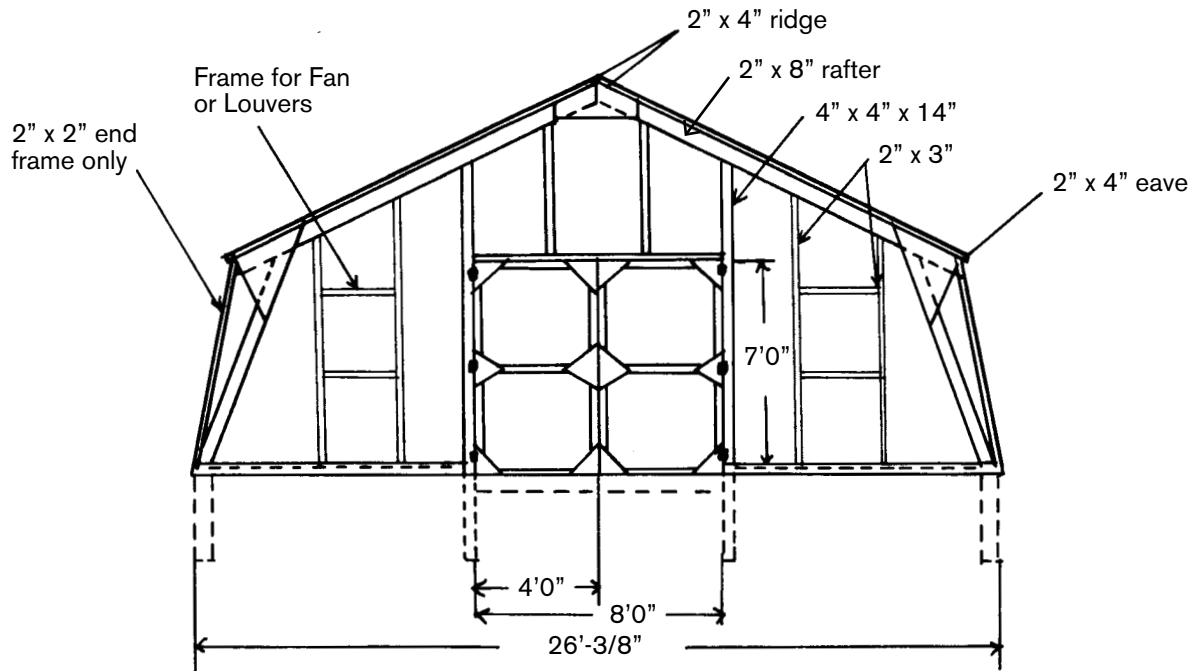 2” x 4” ridge
Frame for Fan
or Louvers
2” x 8” rafter
2” x 2” end
frame only
4” x 4” x 14”
2” x 3”
2” x 4” eave
7’0”
4’0”
8’0”
26'-3/8”